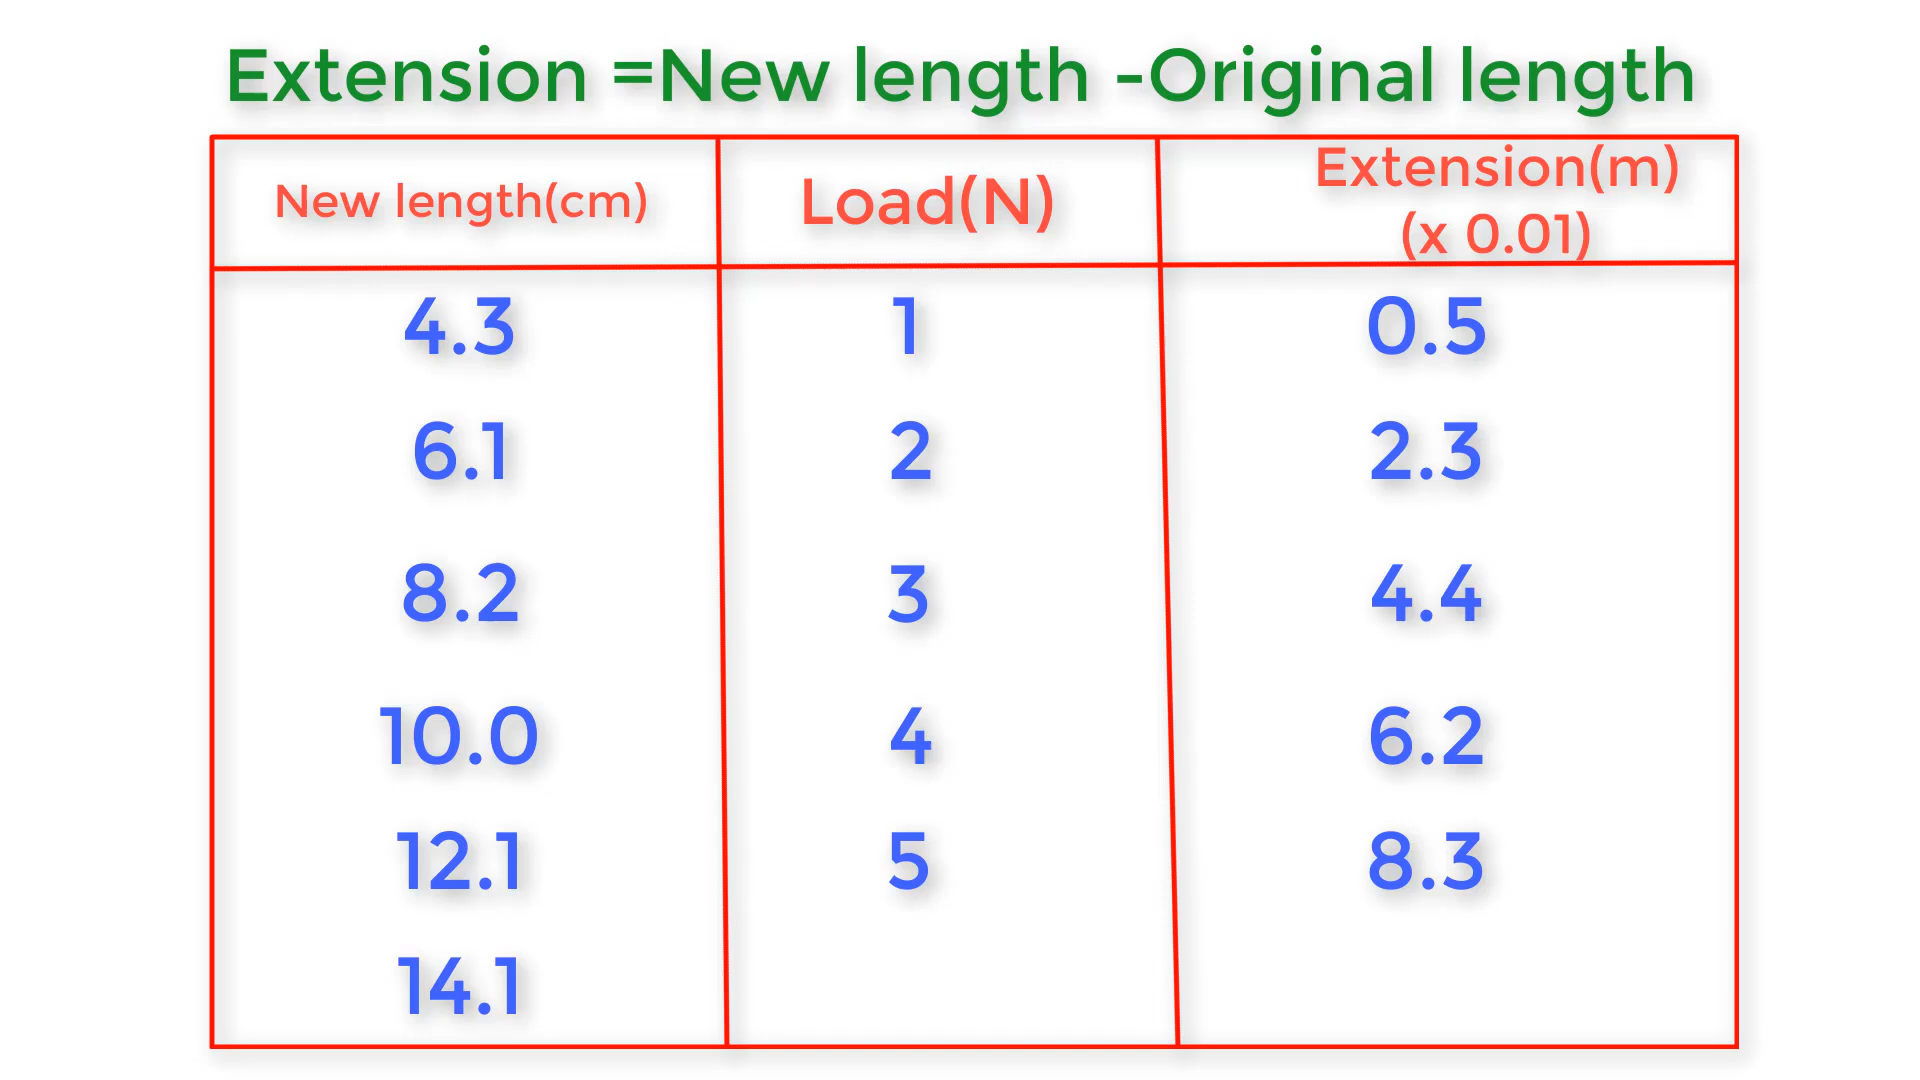 Extension =New length -Original length
New length(cm) Load(N) Extension(m)
(x 0.01)
4.3 1 0.5
6.1 2 2.3
8.2 3 4.4
10.0 4 6.2
12.1 5 8.3
14.1